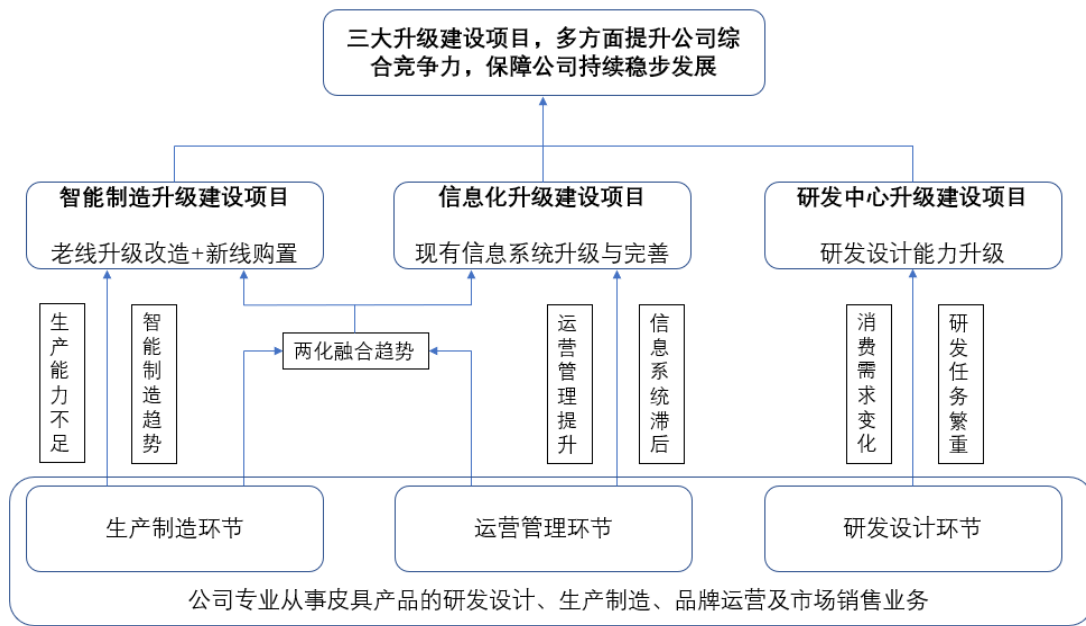 三大升级建设项目，多方面提升公司综
合竞争力，保障公司持续稳步发展
智能制造升级建设项目
老线升级改造+新线购置
信息化升级建设项目
现有信息系统升级与完善
研发中心升级建设项目
研发设计能力升级
生产能力不足
智能制造趋势
两化融合趋势
运营管理提升
信息系统滞后
消费需求变化
研发任务繁重
生产制造环节
运营管理环节
研发设计环节
公司专业从事皮具产品的研发设计、生产制造、品牌运营及市场销售业务